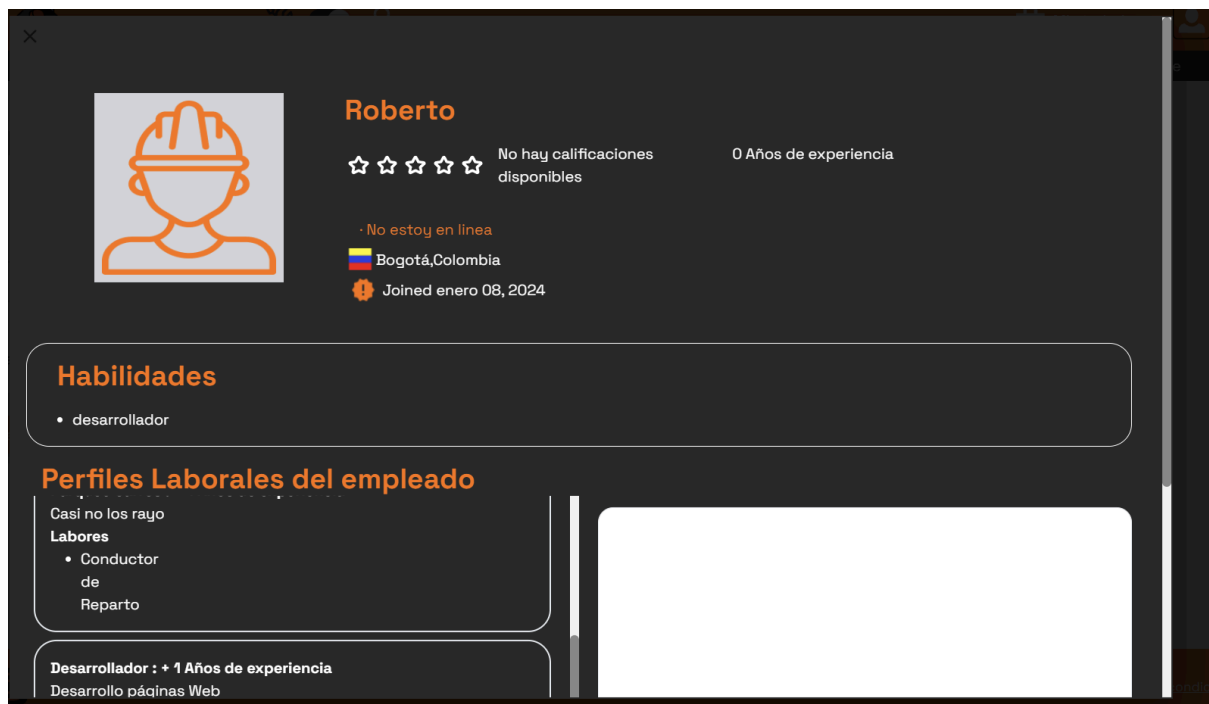 Roberto
No hay calificaciones
disponibles
0 Años de experiencia
· No estoy en linea
Bogotá,Colombia
Joined enero 08, 2024
Habilidades
• desarrollador
Perfiles Laborales del empleado
Casi no los rayo
Labores
• Conductor
de
Reparto
Desarrollador : + 1 Años de experiencia
Desarrollo páginas Web